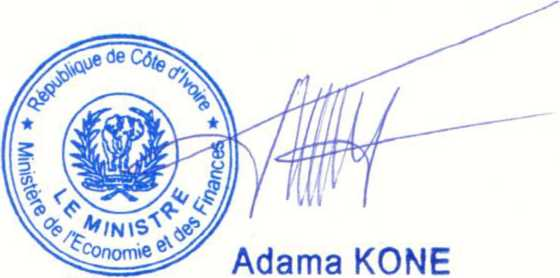 ★ République de Côte d'Ivoire ★
Ministère de l'Economie et des Finances
LE MINISTRE
Adama KONE